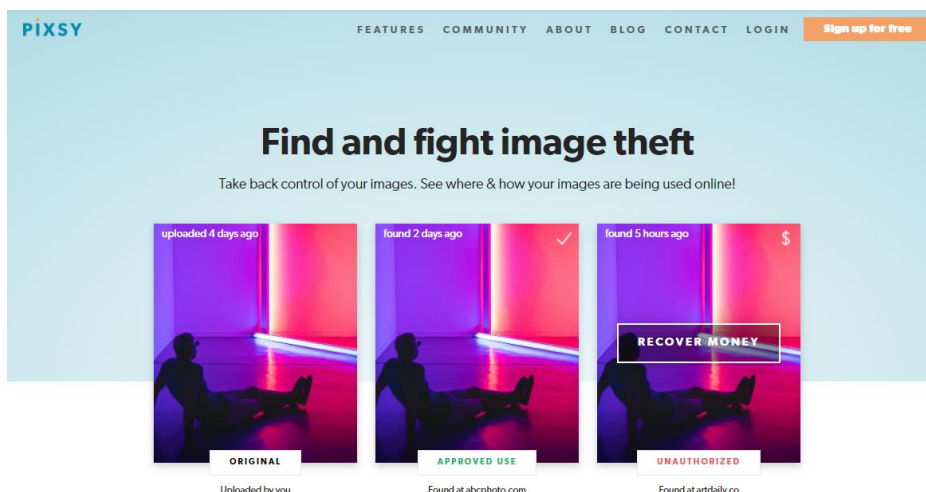 PIXSY
FEATURES COMMUNITY ABOUT BLOG CONTACT LOGIN Sign up for free
Find and fight image theft
Take back control of your images. See where & how your images are being used online!
uploaded 4 days ago found 2 days ago found 5 hours ago $
RECOVER MONEY
ORIGINAL APPROVED USE UNAUTHORIZED
Uploaded by you Found at abcphoto.com Found at artdaily.co